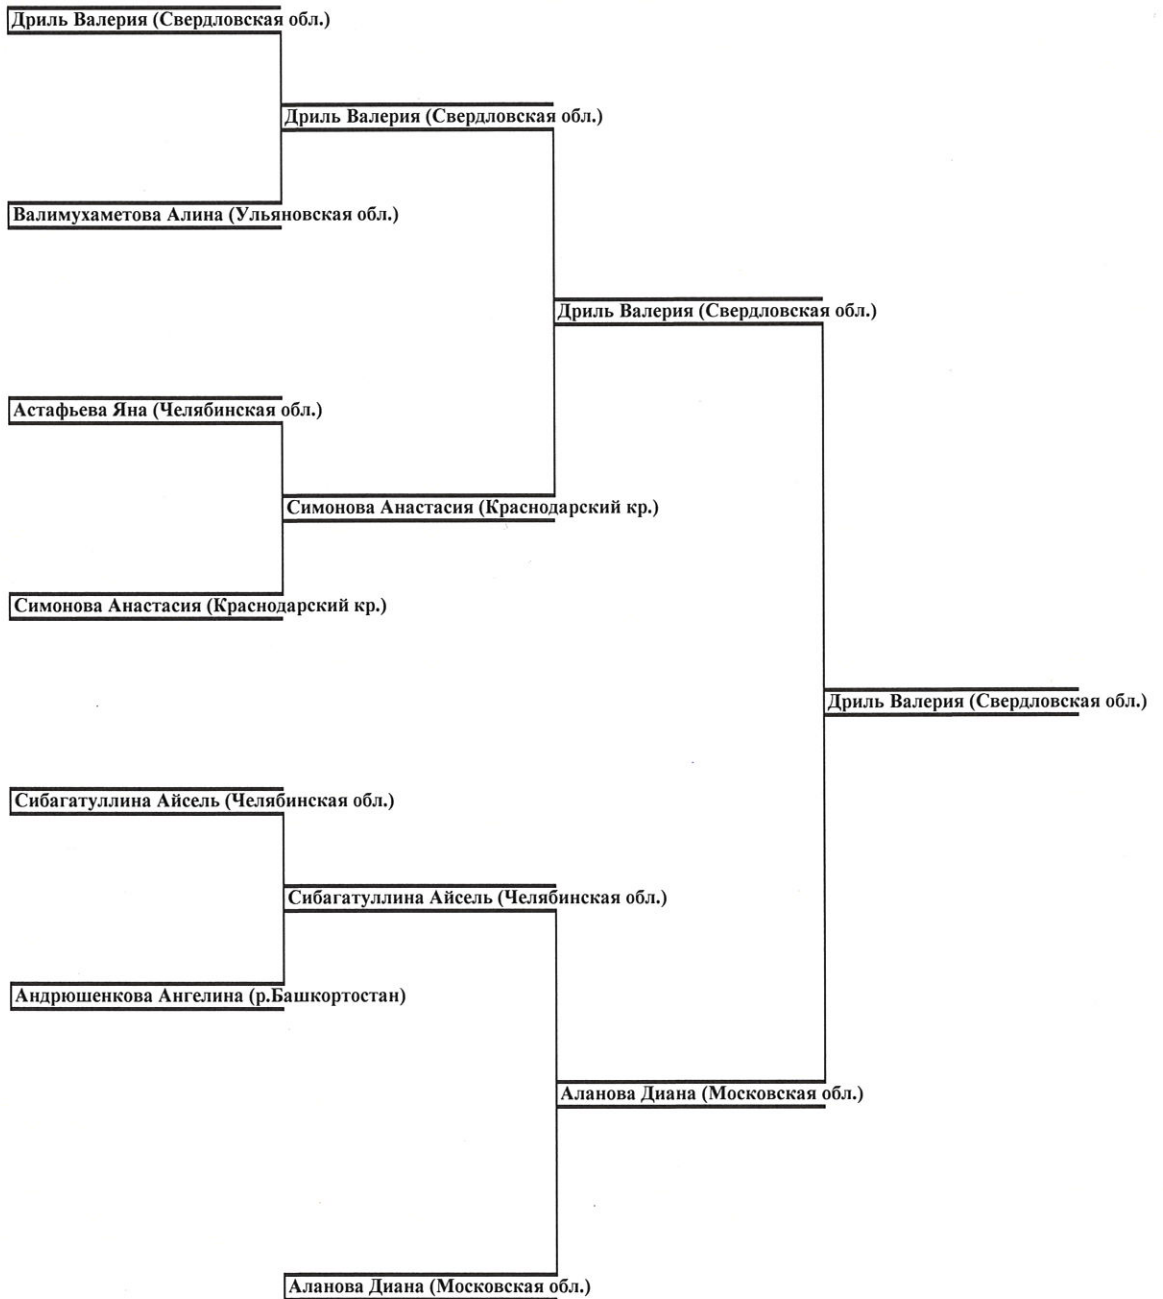 Дриль Валерия (Свердловская обл.)
Дриль Валерия (Свердловская обл.)
Валимухаметова Алина (Ульяновская обл.)
Дриль Валерия (Свердловская обл.)
Астафьева Яна (Челябинская обл.)
Симонова Анастасия (Краснодарский кр.)
Симонова Анастасия (Краснодарский кр.)
Дриль Валерия (Свердловская обл.)
Сибагатуллина Айсель (Челябинская обл.)
Сибагатуллина Айсель (Челябинская обл.)
Андрюшенкова Ангелина (р.Башкортостан)
Аланова Диана (Московская обл.)
Аланова Диана (Московская обл.)